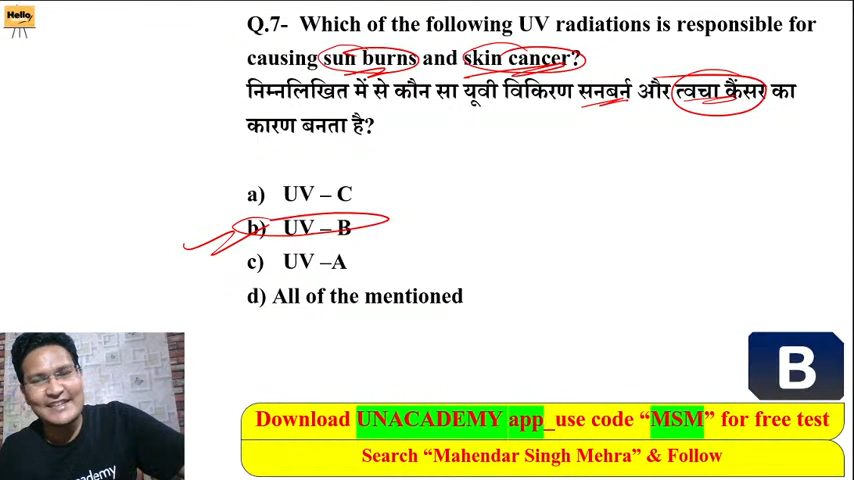 Hello
Q.7- Which of the following UV radiations is responsible for
causing sun burns and skin cancer?
निम्नलिखित में से कौन सा यूवी विकिरण सनबर्न और त्वचा कैंसर का
कारण बनता है?
a) UV – C
b) UV – B
c) UV –A
d) All of the mentioned
B
academy
Download UNACADEMY app_use code “MSM” for free test
Search “Mahendar Singh Mehra” & Follow